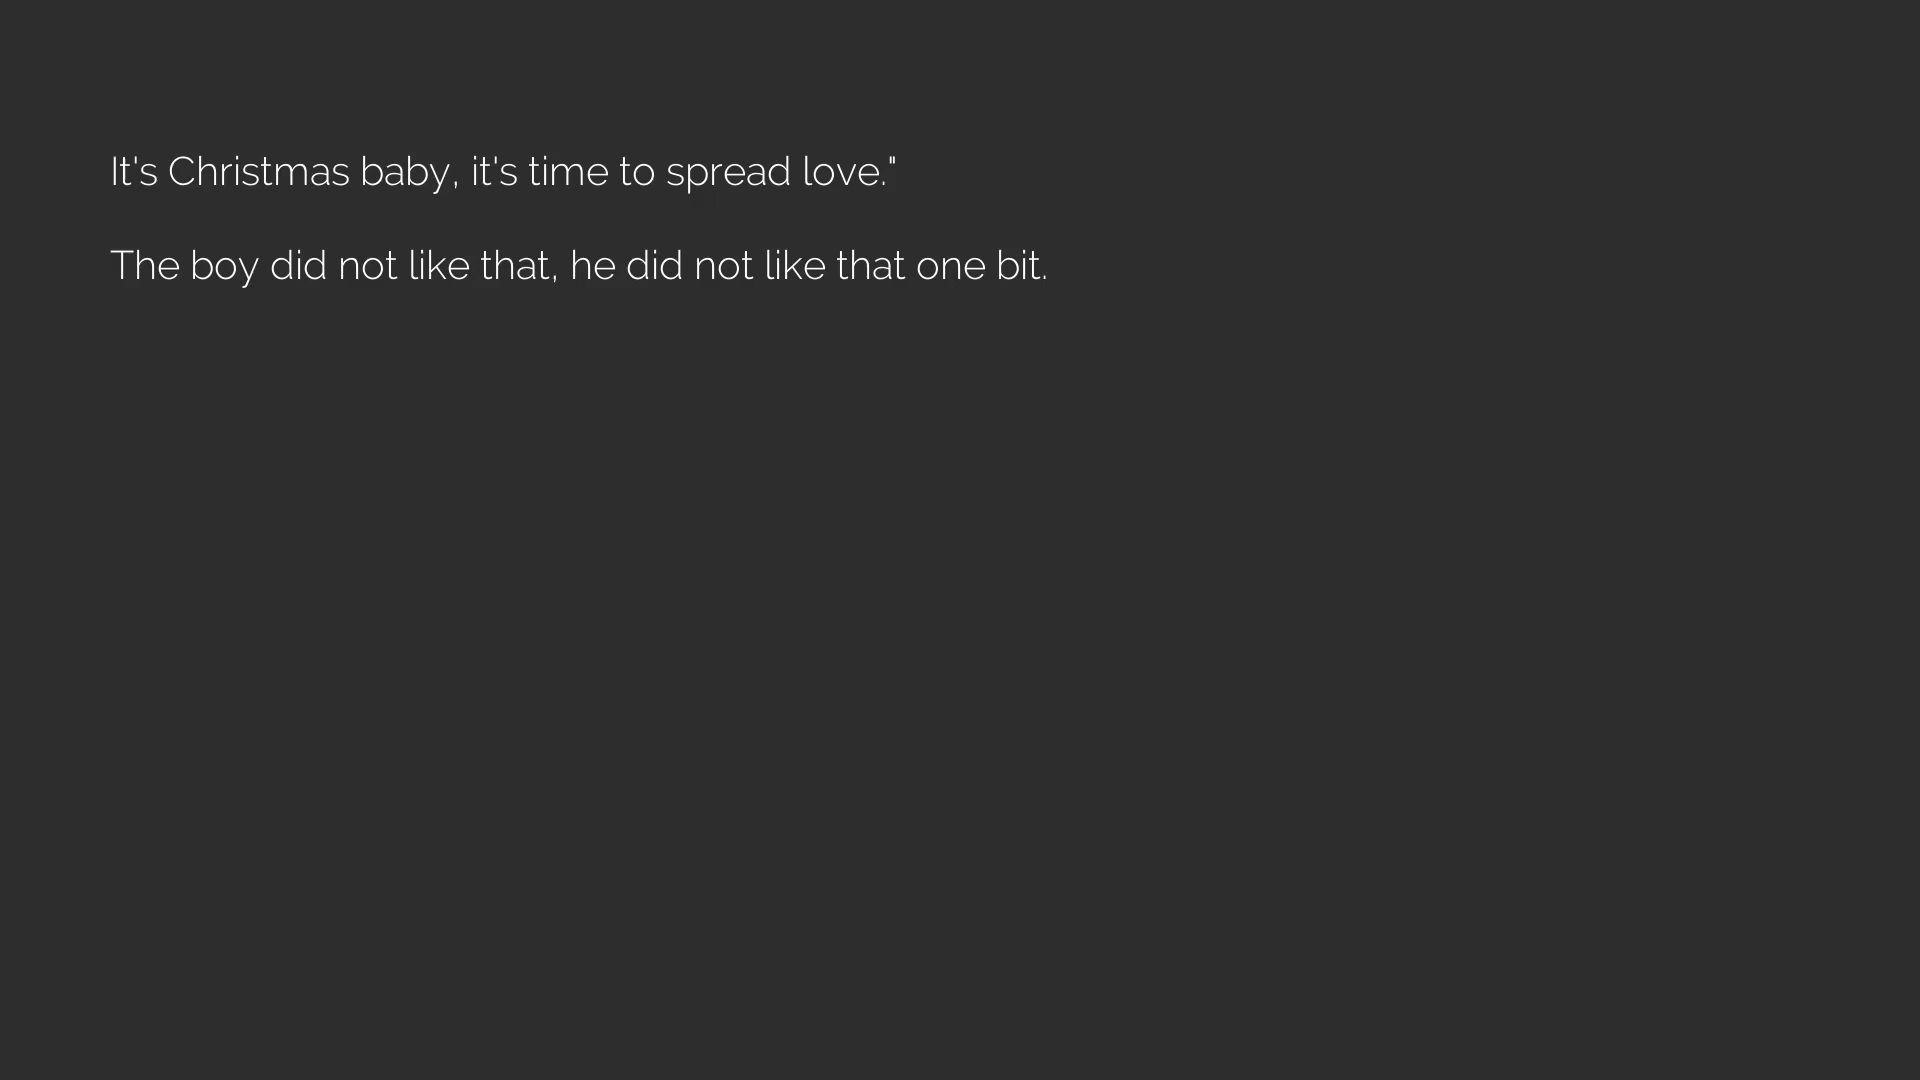 It's Christmas baby, it's time to spread love."
The boy did not like that, he did not like that one bit.